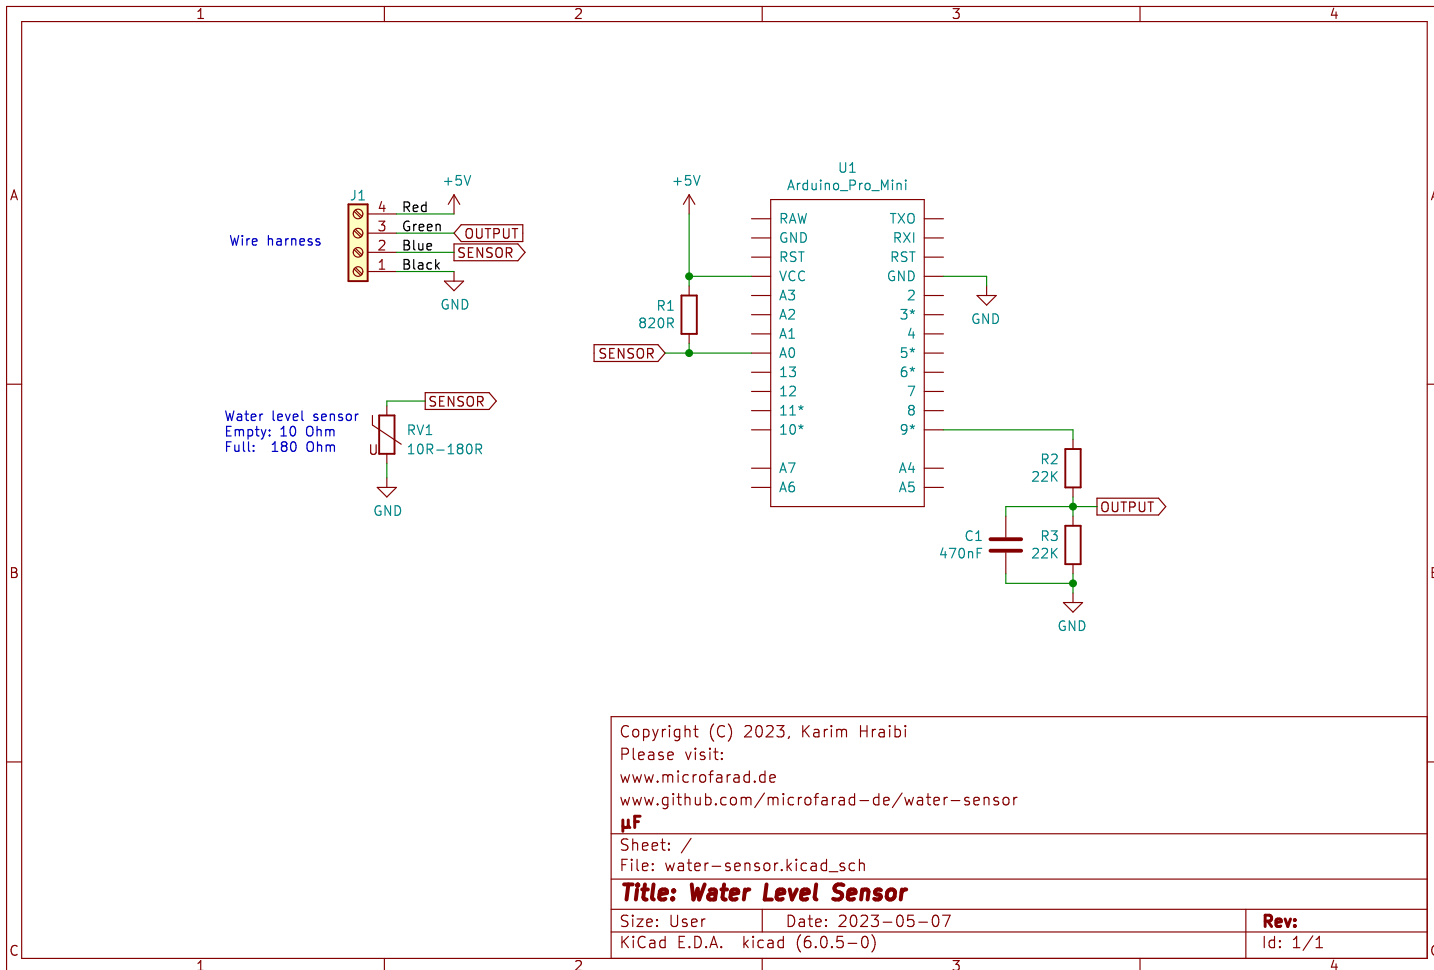 1 2 3 4
A
A
B
C
1 2 3 4
J1
+5V
4 Red
3 Green OUTPUT
2 Blue SENSOR
1 Black
GND
Wire harness
Water level sensor
Empty: 10 Ohm
Full: 180 Ohm
SENSOR
U
RV1
10R-180R
GND
+5V
R1
820R
SENSOR
U1
Arduino_Pro_Mini
RAW TXO
GND RXI
RST RST
VCC GND
A3 2
A2 3*
A1 4
A0 5*
13 6*
12 7
11* 8
10* 9*
A7 A4
A6 A5
GND
R2
22K
OUTPUT
C1
470nF
R3
22K
GND
Copyright (C) 2023, Karim Hraibi
Please visit:
www.microfarad.de
www.github.com/microfarad-de/water-sensor
µF
Sheet: /
File: water-sensor.kicad_sch
Title: Water Level Sensor
Size: User Date: 2023-05-07 Rev:
KiCad E.D.A. kicad (6.0.5-0) Id: 1/1